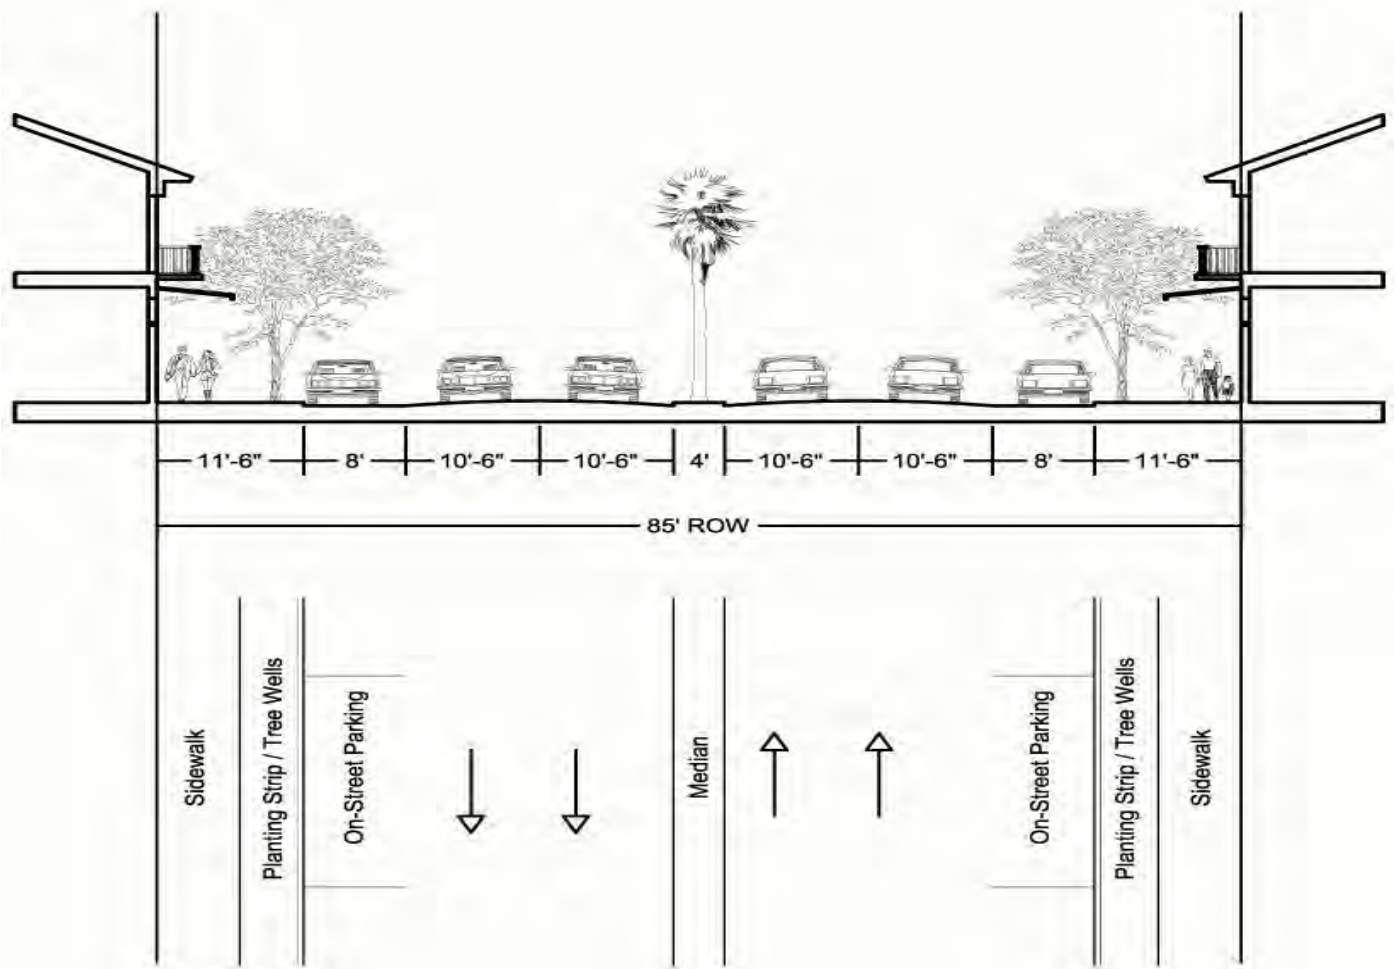 11'-6" 8' 10'-6" 10'-6" 4' 10'-6" 10'-6" 8' 11'-6"
85' ROW
Sidewalk
Planting Strip / Tree Wells
On-Street Parking
Median
On-Street Parking
Planting Strip / Tree Wells
Sidewalk